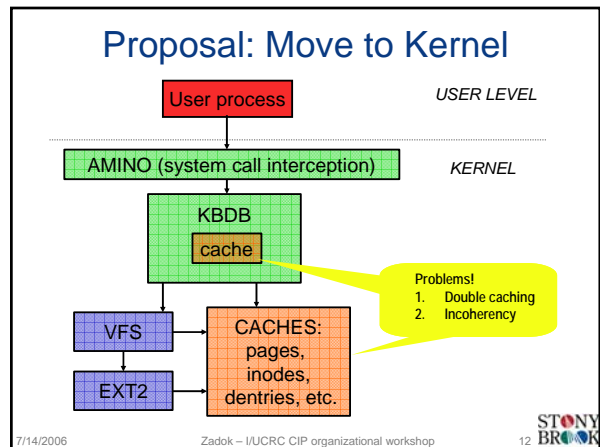 Proposal: Move to Kernel
User process
USER LEVEL
AMINO (system call interception)
KERNEL
KBDB
cache
Problems!
1. Double caching
2. Incoherency
VFS
CACHES:
pages,
inodes,
dentries, etc.
EXT2
7/14/2006
Zadok – I/UCRC CIP organizational workshop
12
STONY
BROOK